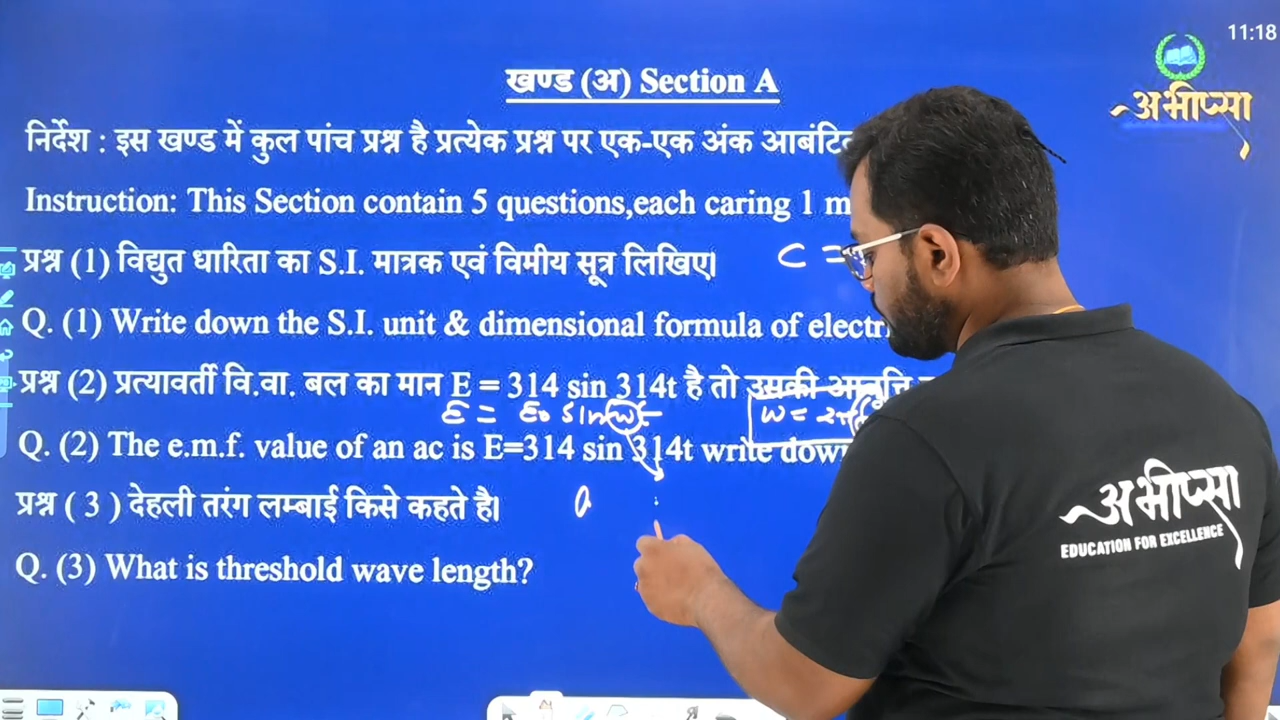 11:18
खण्ड (अ) Section A
अभीप्सा
निर्देश : इस खण्ड में कुल पांच प्रश्न है प्रत्येक प्रश्न पर एक-एक अंक
Instruction: This Section contain 5 questions,each caring 1
प्रश्न (1) विद्युत धारिता का S.I. मात्रक एवं विमीय सूत्र लिखिए।
C =
Q. (1) Write down the S.I. unit & dimensional formula of
प्रश्न (2) प्रत्यावर्ती वि.वा. बल का मान E = 314 sin 314t है तो उसकी
E = E₀ sin ωt
ω = 2π
Q. (2) The e.m.f. value of an ac is E=314 sin 314t write down
प्रश्न ( 3 ) देहली तरंग लम्बाई किसे कहते है।
Q. (3) What is threshold wave length?
अभीप्सा
EDUCATION FOR EXCELLENCE